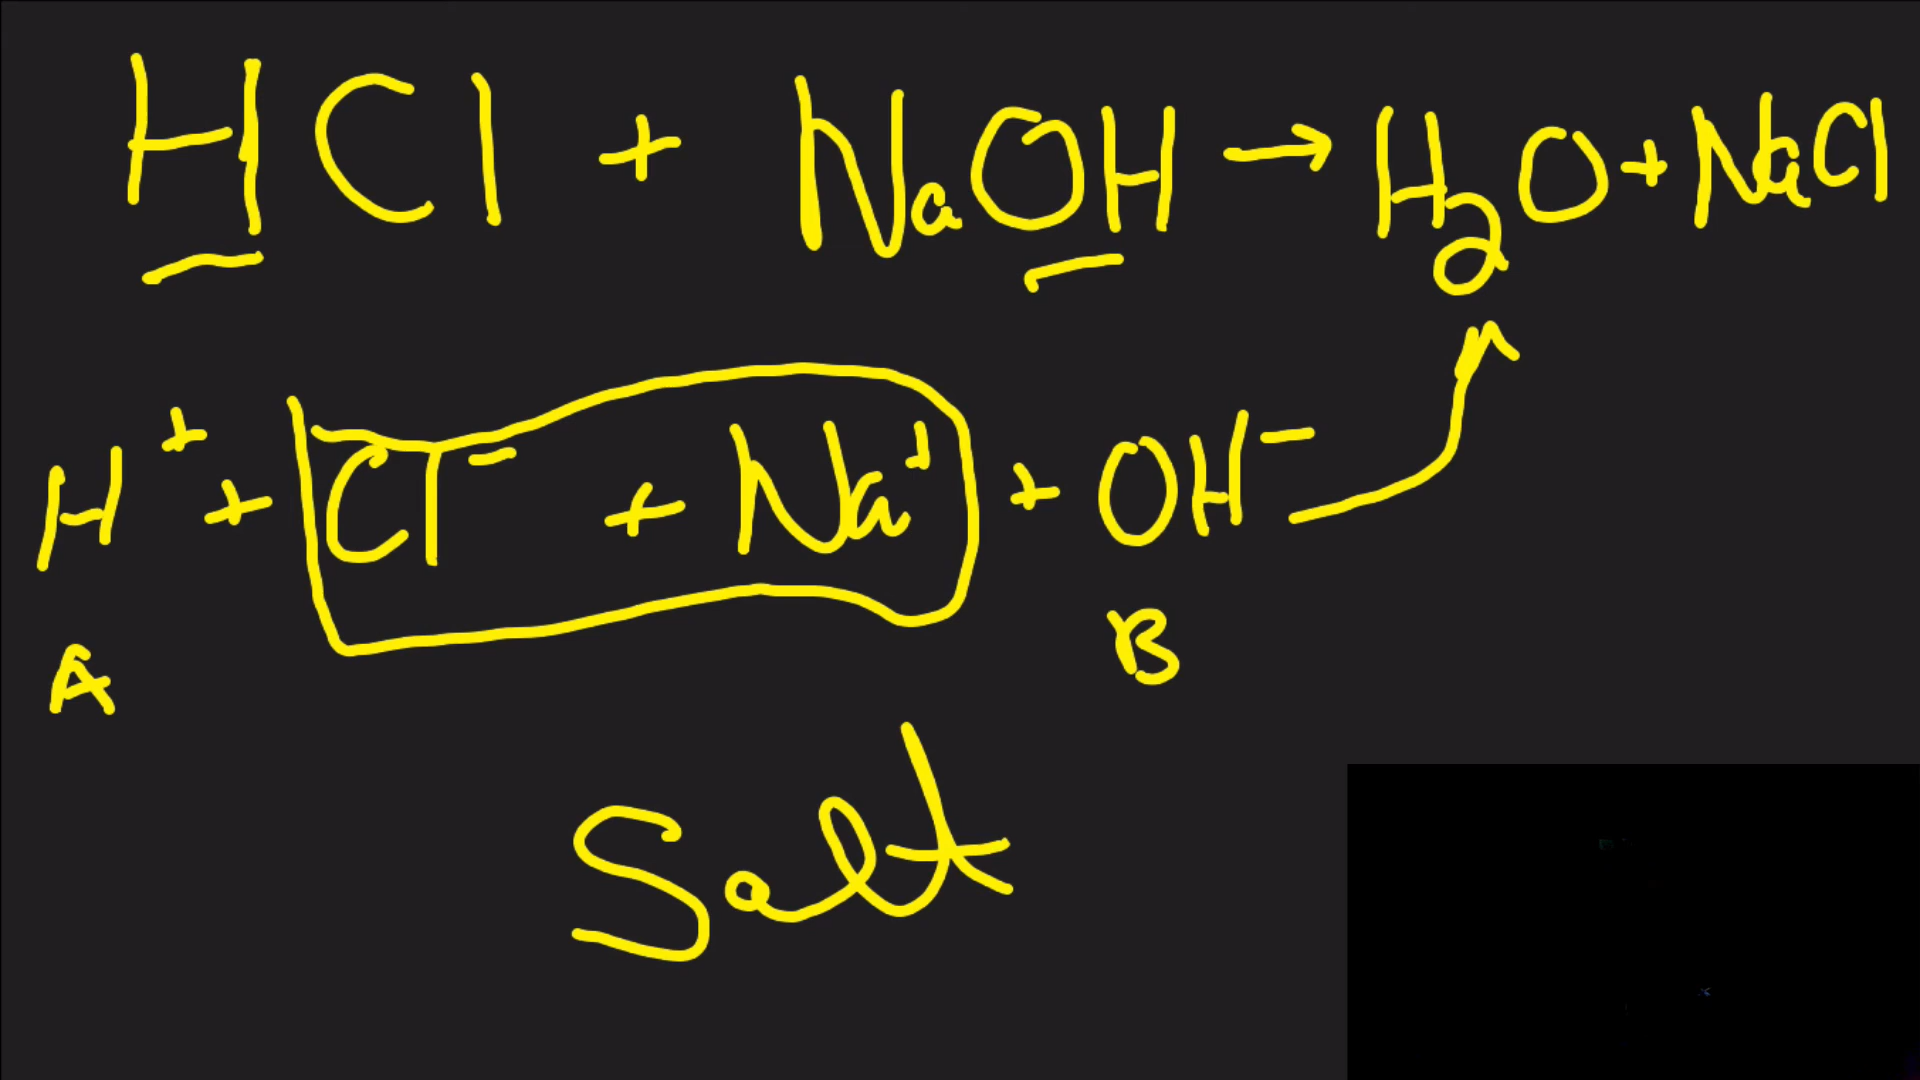 HCl + NaOH → H₂O + NaCl
H⁺ + Cl⁻ + Na⁺ + OH⁻
A B
Salt